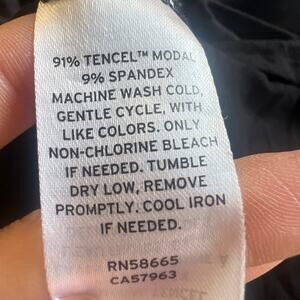 91% TENCEL™ MODAL
9% SPANDEX
MACHINE WASH COLD,
GENTLE CYCLE, WITH
LIKE COLORS. ONLY
NON-CHLORINE BLEACH
IF NEEDED. TUMBLE
DRY LOW, REMOVE
PROMPTLY. COOL IRON
IF NEEDED.
RN58665
CA57963